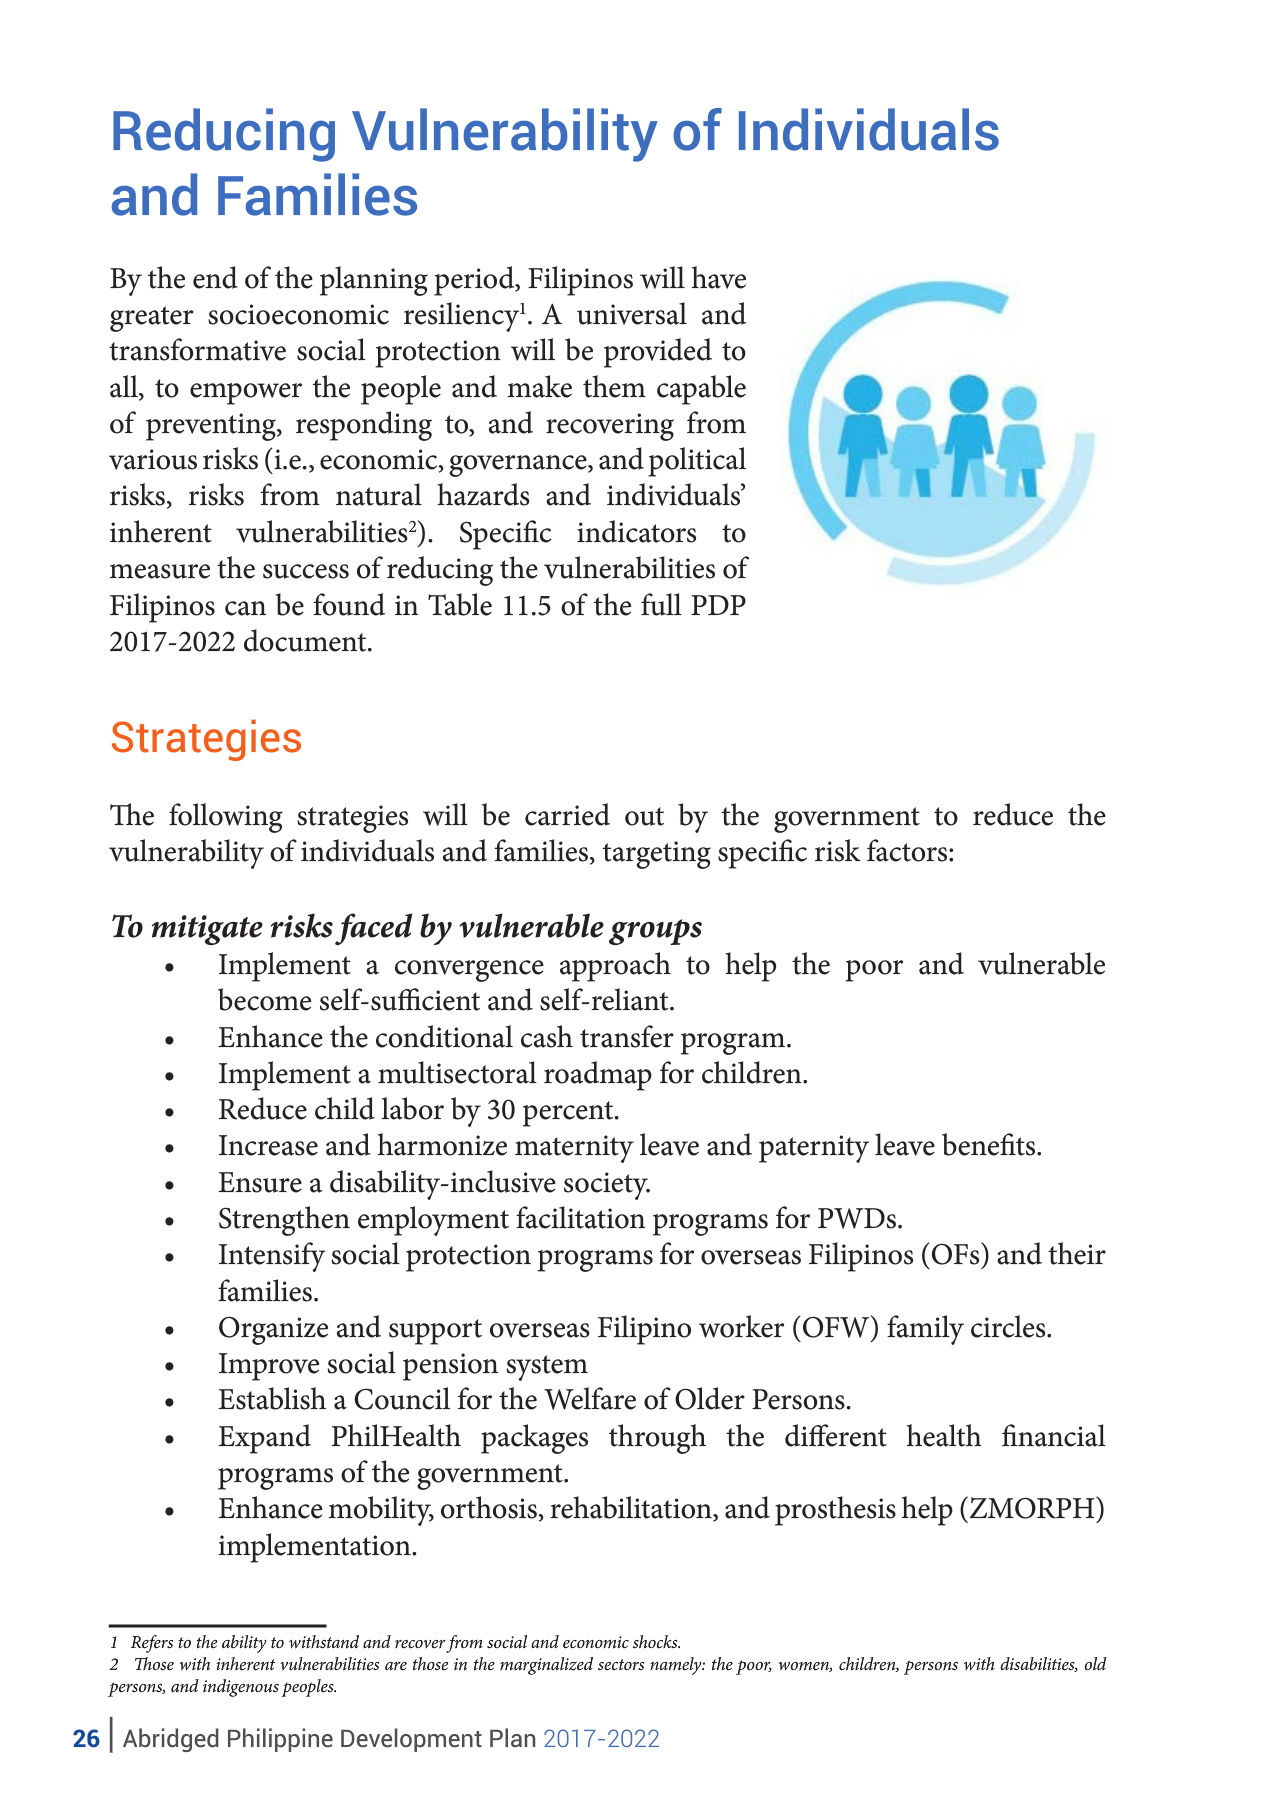 Reducing Vulnerability of Individuals
and Families
By the end of the planning period, Filipinos will have
greater socioeconomic resiliency1. A universal and
transformative social protection will be provided to
all, to empower the people and make them capable
of preventing, responding to, and recovering from
various risks (i.e., economic, governance, and political
risks, risks from natural hazards and individuals’
inherent vulnerabilities2). Specific indicators to
measure the success of reducing the vulnerabilities of
Filipinos can be found in Table 11.5 of the full PDP
2017-2022 document.
Strategies
The following strategies will be carried out by the government to reduce the
vulnerability of individuals and families, targeting specific risk factors:
To mitigate risks faced by vulnerable groups
• Implement a convergence approach to help the poor and vulnerable
become self-sufficient and self-reliant.
• Enhance the conditional cash transfer program.
• Implement a multisectoral roadmap for children.
• Reduce child labor by 30 percent.
• Increase and harmonize maternity leave and paternity leave benefits.
• Ensure a disability-inclusive society.
• Strengthen employment facilitation programs for PWDs.
• Intensify social protection programs for overseas Filipinos (OFs) and their
families.
• Organize and support overseas Filipino worker (OFW) family circles.
• Improve social pension system
• Establish a Council for the Welfare of Older Persons.
• Expand PhilHealth packages through the different health financial
programs of the government.
• Enhance mobility, orthosis, rehabilitation, and prosthesis help (ZMORPH)
implementation.
1 Refers to the ability to withstand and recover from social and economic shocks.
2 Those with inherent vulnerabilities are those in the marginalized sectors namely: the poor, women, children, persons with disabilities, old
persons, and indigenous peoples.
26 | Abridged Philippine Development Plan 2017-2022